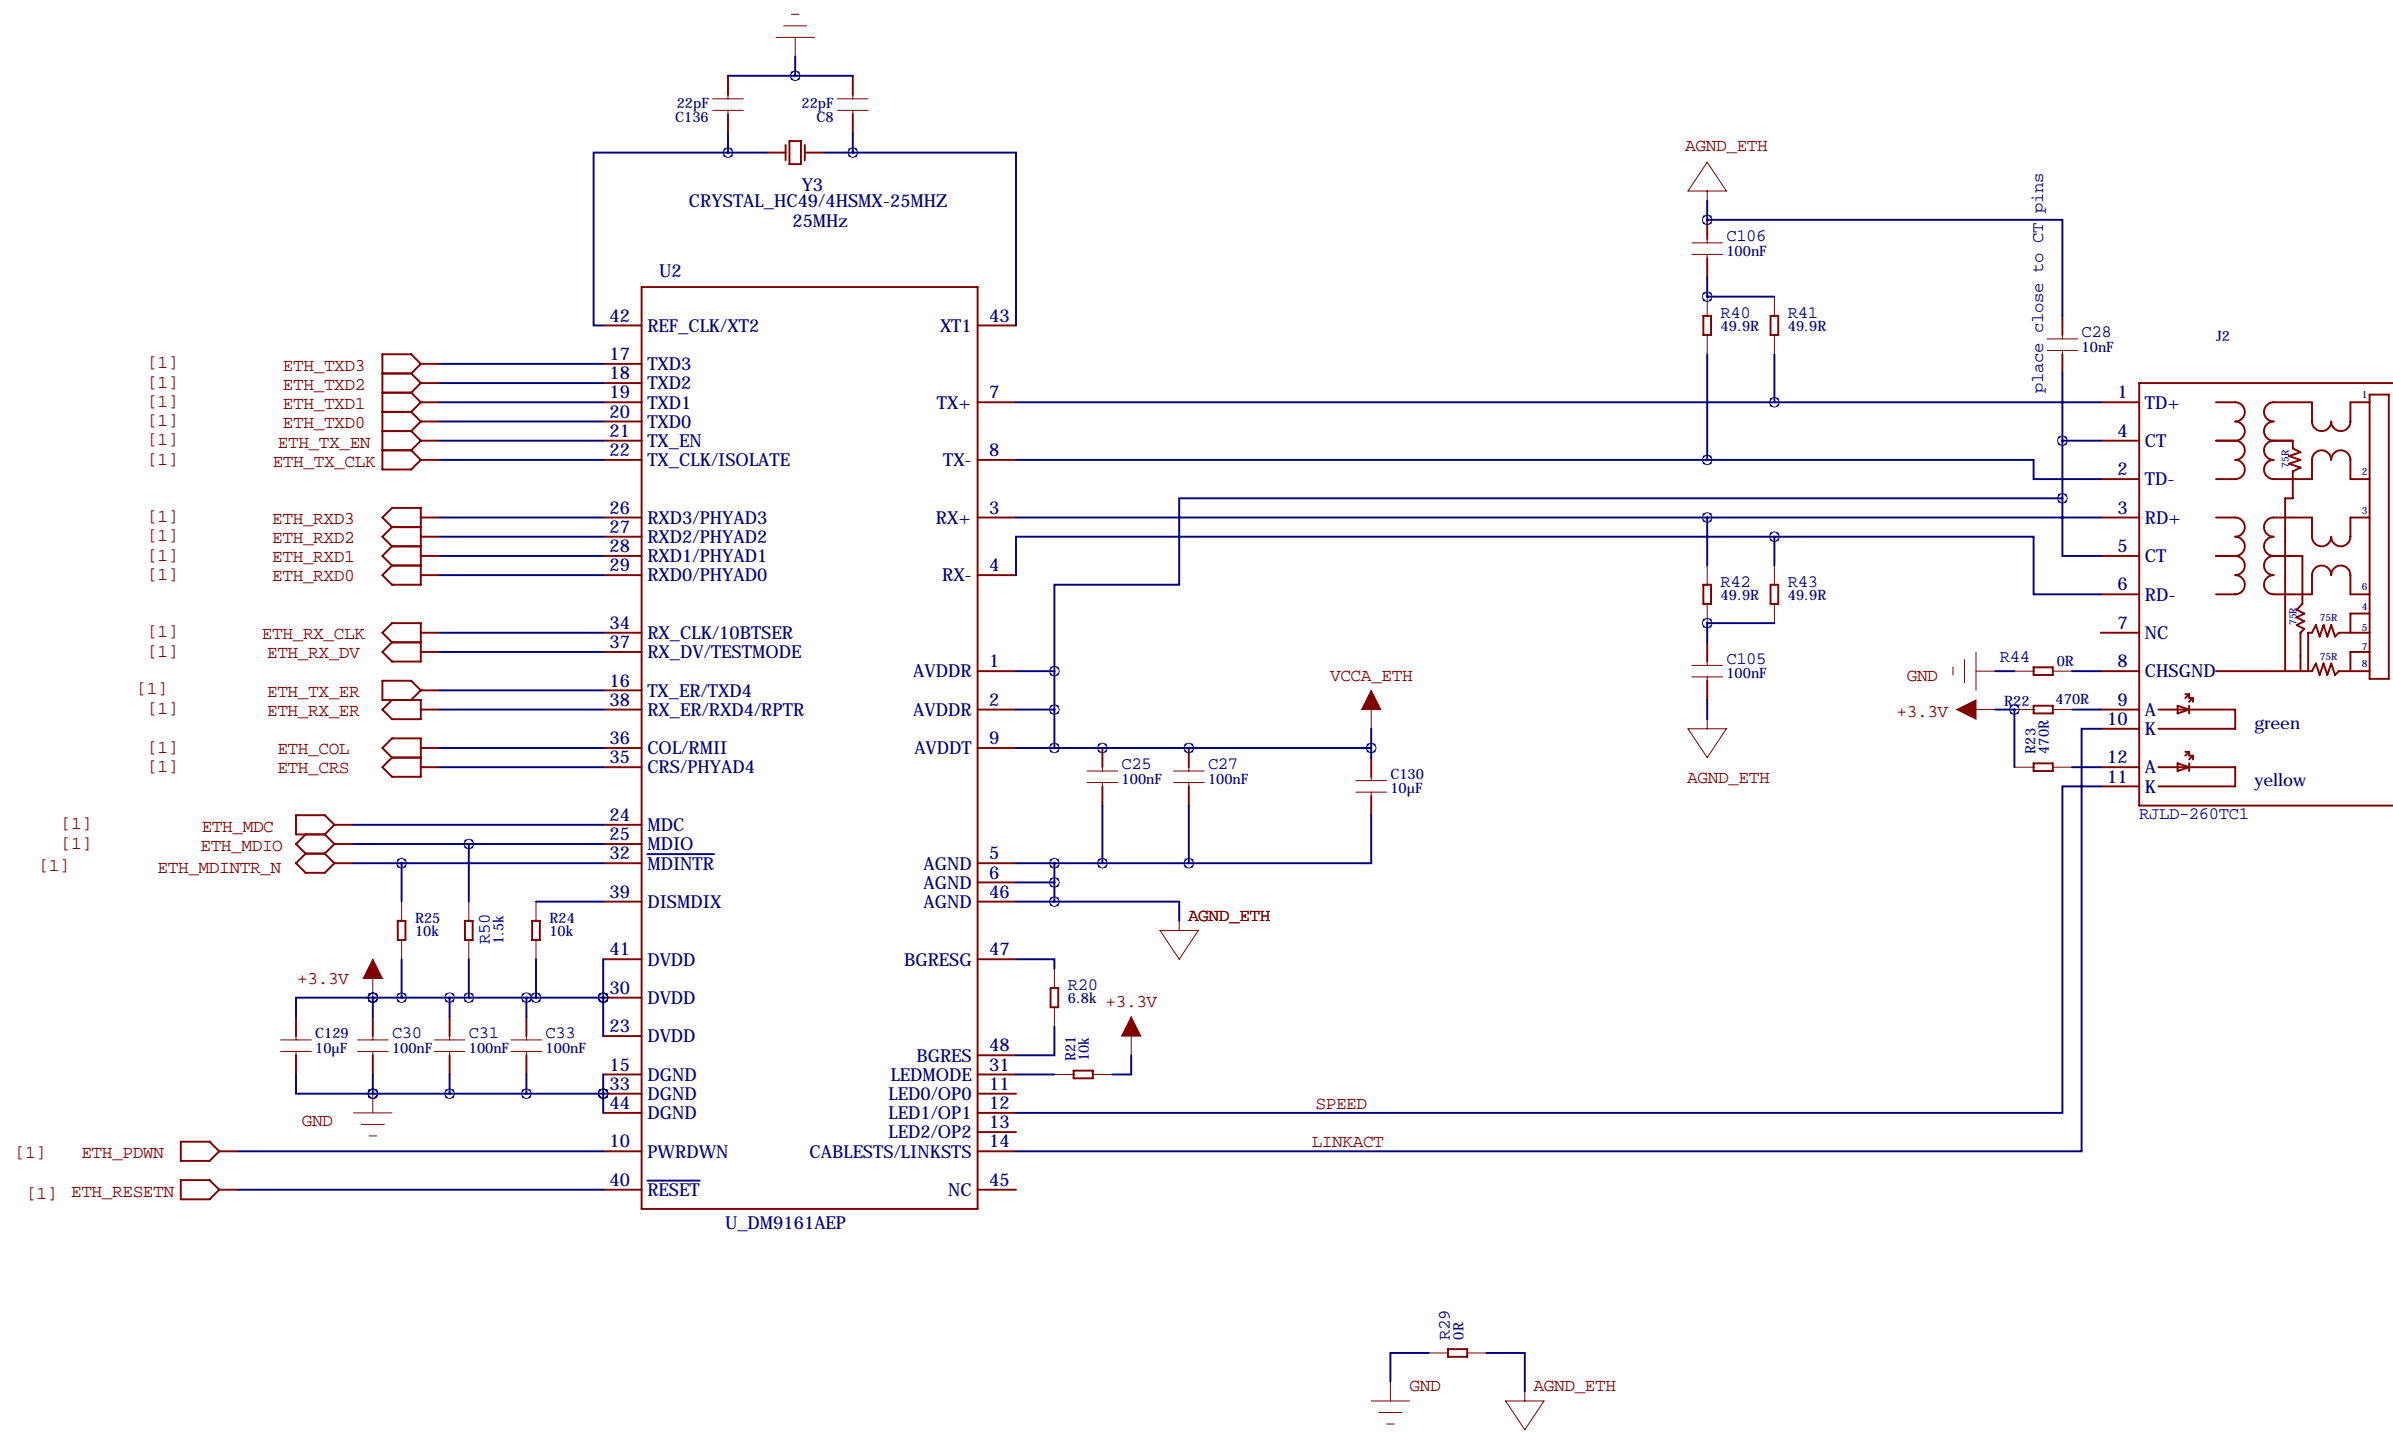 22pF
C136
22pF
C8
Y3
CRYSTAL_HC49/4HSMX-25MHZ
25MHz
U2
42 REF_CLK/XT2
XT1 43
[1] ETH_TXD3 17 TXD3
[1] ETH_TXD2 18 TXD2
[1] ETH_TXD1 19 TXD1
[1] ETH_TXD0 20 TXD0
[1] ETH_TX_EN 21 TX_EN
[1] ETH_TX_CLK 22 TX_CLK/ISOLATE
[1] ETH_RXD3 26 RXD3/PHYAD3
[1] ETH_RXD2 27 RXD2/PHYAD2
[1] ETH_RXD1 28 RXD1/PHYAD1
[1] ETH_RXD0 29 RXD0/PHYAD0
[1] ETH_RX_CLK 34 RX_CLK/10BTSER
[1] ETH_RX_DV 37 RX_DV/TESTMODE
[1] ETH_TX_ER 16 TX_ER/TXD4
[1] ETH_RX_ER 38 RX_ER/RXD4/RPTR
[1] ETH_COL 36 COL/RMII
[1] ETH_CRS 35 CRS/PHYAD4
[1] ETH_MDC 24 MDC
[1] ETH_MDIO 25 MDIO
[1] ETH_MDINTR_N 32 MDINTR
39 DISMDIX
R25
10k
R50
1.5k
R24
10k
+3.3V
41 DVDD
30 DVDD
23 DVDD
C129
10µF
C30
100nF
C31
100nF
C33
100nF
15 DGND
33 DGND
44 DGND
GND
[1] ETH_PDWN 10 PWRDWN
[1] ETH_RESETN 40 RESET
U_DM9161AEP
TX+ 7
TX- 8
RX+ 3
RX- 4
AVDDR 1
AVDDR 2
AVDDT 9
AGND 5
AGND 6
AGND 46
BGRESG 47
BGRES 48
LEDMODE 31
LED0/OP0 11
LED1/OP1 12
LED2/OP2 13
CABLESTS/LINKSTS 14
NC 45
C25
100nF
C27
100nF
VCCA_ETH
C130
10µF
AGND_ETH
R20
6.8k
+3.3V
R21
10k
SPEED
LINKACT
AGND_ETH
C106
100nF
R40
49.9R
R41
49.9R
place close to CT pins
C28
10nF
R42
49.9R
R43
49.9R
C105
100nF
AGND_ETH
J2
1 TD+
4 CT
2 TD-
3 RD+
5 CT
6 RD-
7 NC
8 CHSGND
9 A
10 K
12 A
11 K
green
yellow
1
2
3
6
4
5
7
8
75R
75R
75R
75R
GND
R44
0R
+3.3V
R22
470R
R23
470R
RJLD-260TC1
R29
0R
GND
AGND_ETH